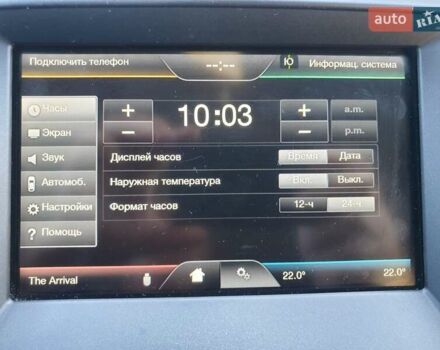 auto RIA
Подключить телефон
--:--
Информац. система
Часы
+
10:03
+
a.m.
Экран
−
−
p.m.
Звук
Дисплей часов
Время
Дата
Автомоб.
Наружная температура
Вкл.
Выкл.
Настройки
Формат часов
12-ч
24-ч
? Помощь
The Arrival
22.0°
22.0°